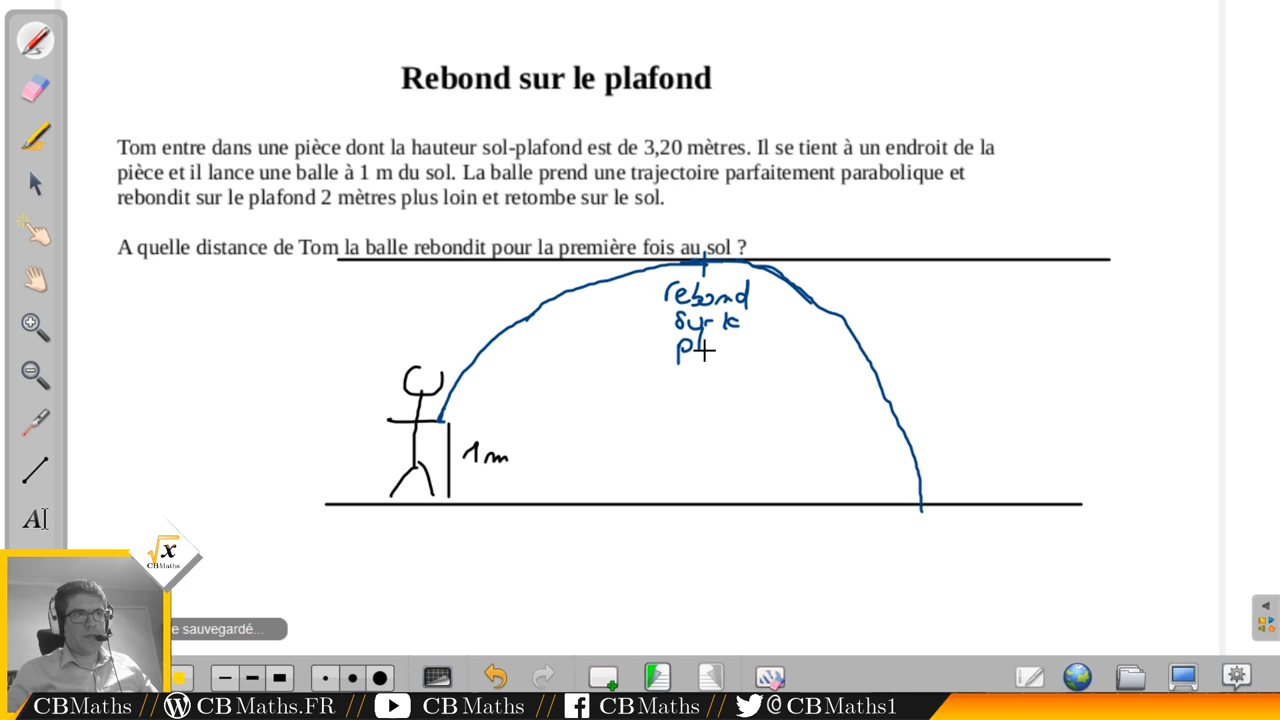 Rebond sur le plafond
Tom entre dans une pièce dont la hauteur sol-plafond est de 3,20 mètres. Il se tient à un endroit de la
pièce et il lance une balle à 1 m du sol. La balle prend une trajectoire parfaitement parabolique et
rebondit sur le plafond 2 mètres plus loin et retombe sur le sol.
A quelle distance de Tom la balle rebondit pour la première fois au sol ?
rebond
sur le
pl
1m
AI
√x
CBMaths
e sauvegardé...
CBMaths // CBMaths.FR // CBMaths // CBMaths // @CBMaths1